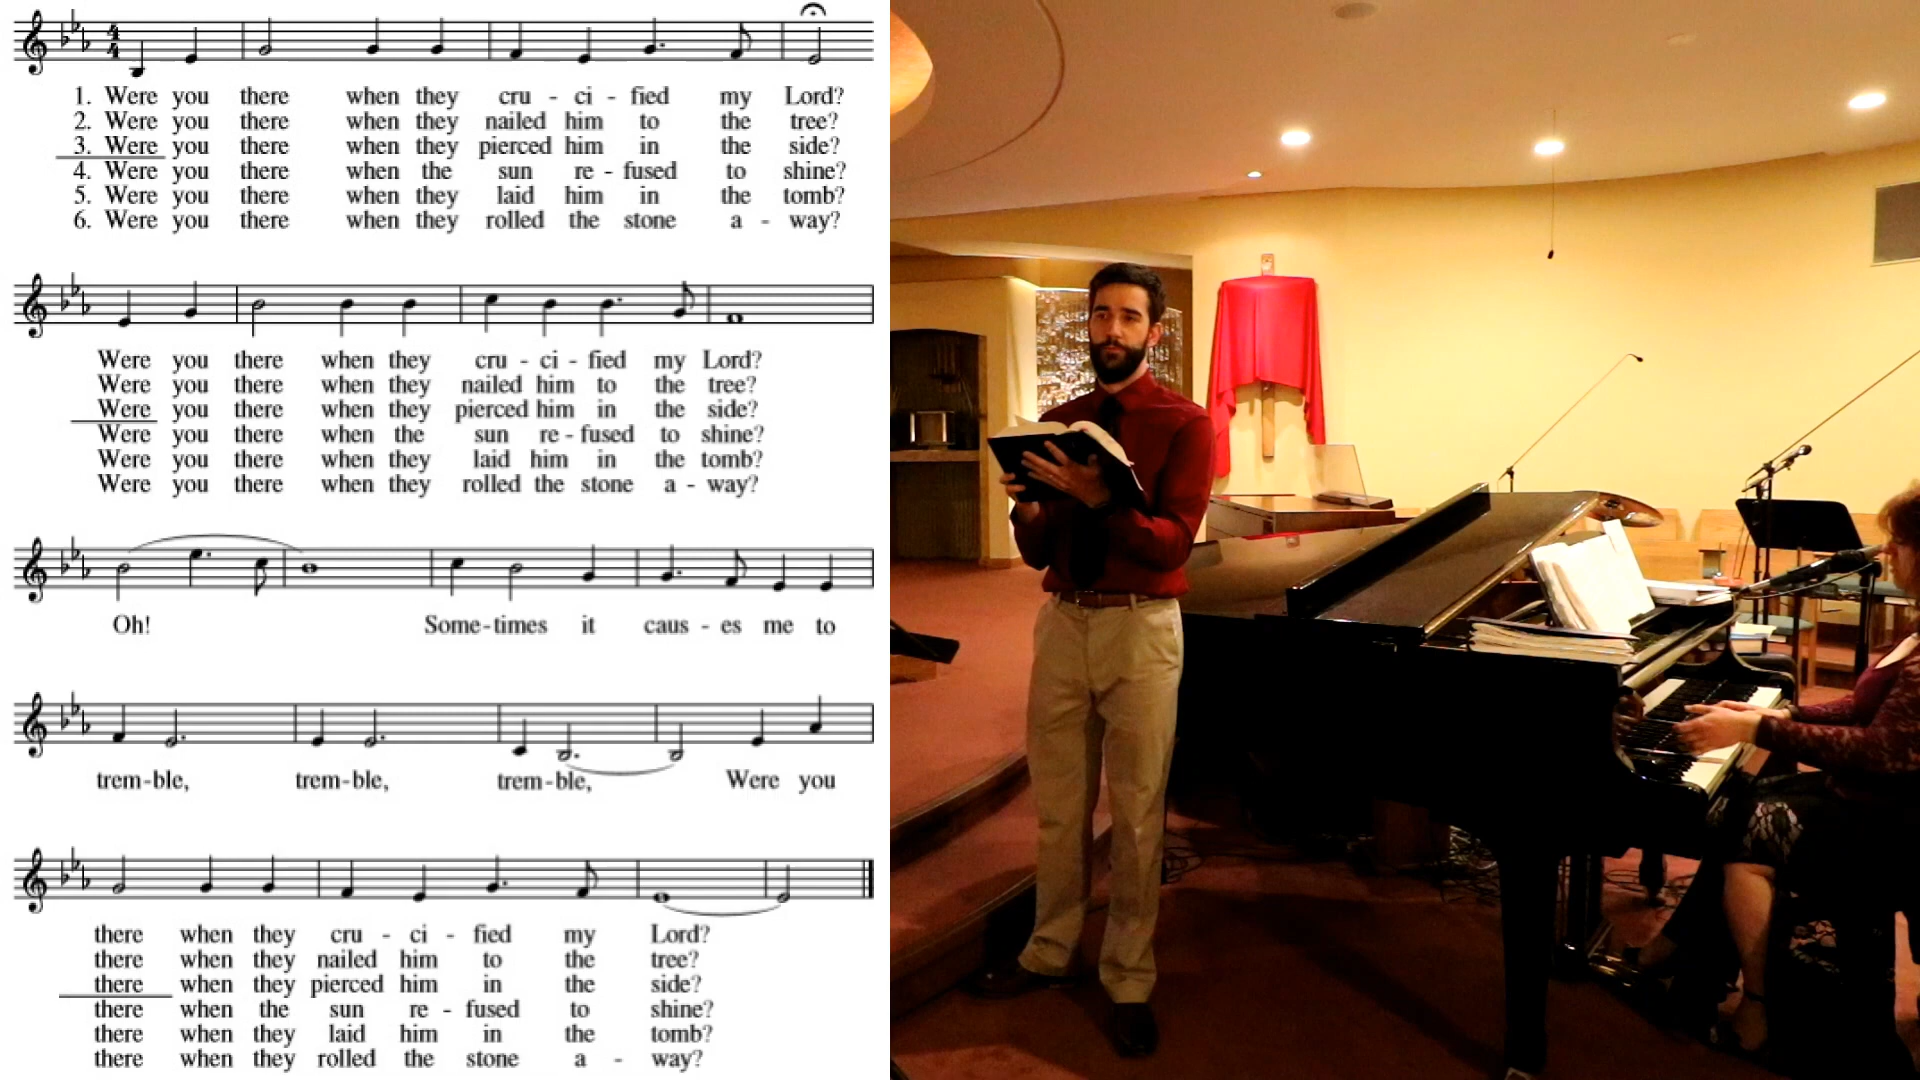 1. Were you there when they cru - ci - fied my Lord?
2. Were you there when they nailed him to the tree?
3. Were you there when they pierced him in the side?
4. Were you there when the sun re - fused to shine?
5. Were you there when they laid him in the tomb?
6. Were you there when they rolled the stone a - way?
Were you there when they cru - ci - fied my Lord?
Were you there when they nailed him to the tree?
Were you there when they pierced him in the side?
Were you there when the sun re - fused to shine?
Were you there when they laid him in the tomb?
Were you there when they rolled the stone a - way?
Oh! Some-times it caus - es me to
trem-ble, trem-ble, trem-ble, Were you
there when they cru - ci - fied my Lord?
there when they nailed him to the tree?
there when they pierced him in the side?
there when the sun re - fused to shine?
there when they laid him in the tomb?
there when they rolled the stone a - way?